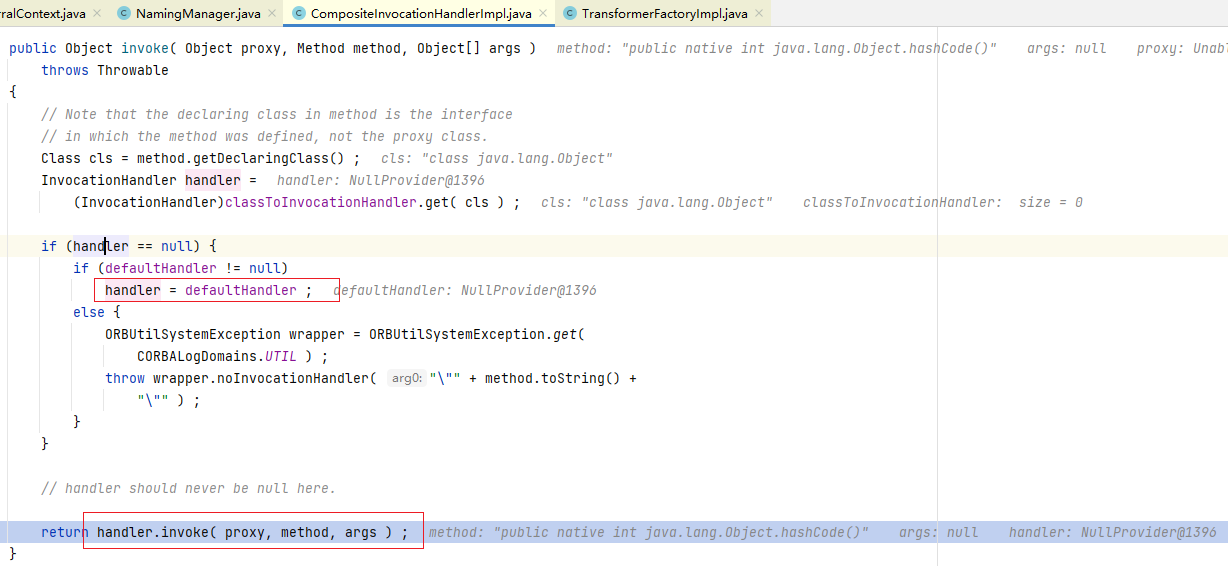 rralContext.java × NamingManager.java × CompositeInvocationHandlerImpl.java × TransformerFactoryImpl.java ×
public Object invoke( Object proxy, Method method, Object[] args ) method: "public native int java.lang.Object.hashCode()" args: null proxy: Unabl
throws Throwable
{
// Note that the declaring class in method is the interface
// in which the method was defined, not the proxy class.
Class cls = method.getDeclaringClass() ; cls: "class java.lang.Object"
InvocationHandler handler = handler: NullProvider@1396
(InvocationHandler)classToInvocationHandler.get( cls ) ; cls: "class java.lang.Object" classToInvocationHandler: size = 0
if (handler == null) {
if (defaultHandler != null)
handler = defaultHandler ; defaultHandler: NullProvider@1396
else {
ORBUtilSystemException wrapper = ORBUtilSystemException.get(
CORBALogDomains.UTIL ) ;
throw wrapper.noInvocationHandler( arg0: "\"" + method.toString() +
"\"" ) ;
}
}
// handler should never be null here.
return handler.invoke( proxy, method, args ) ; method: "public native int java.lang.Object.hashCode()" args: null handler: NullProvider@1396
}